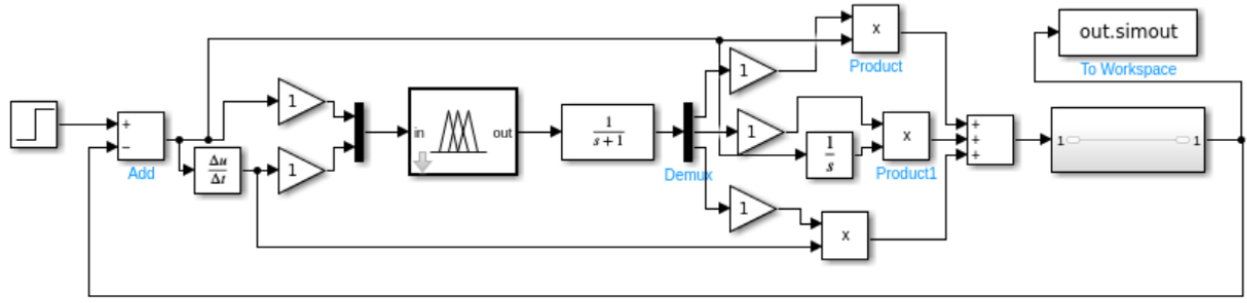 out.simout
To Workspace
x
Product
1
1
+
−
Add
Δu
Δt
1
in
out
1
s + 1
Demux
1
1
s
x
Product1
+
+
+
1
1
1
x